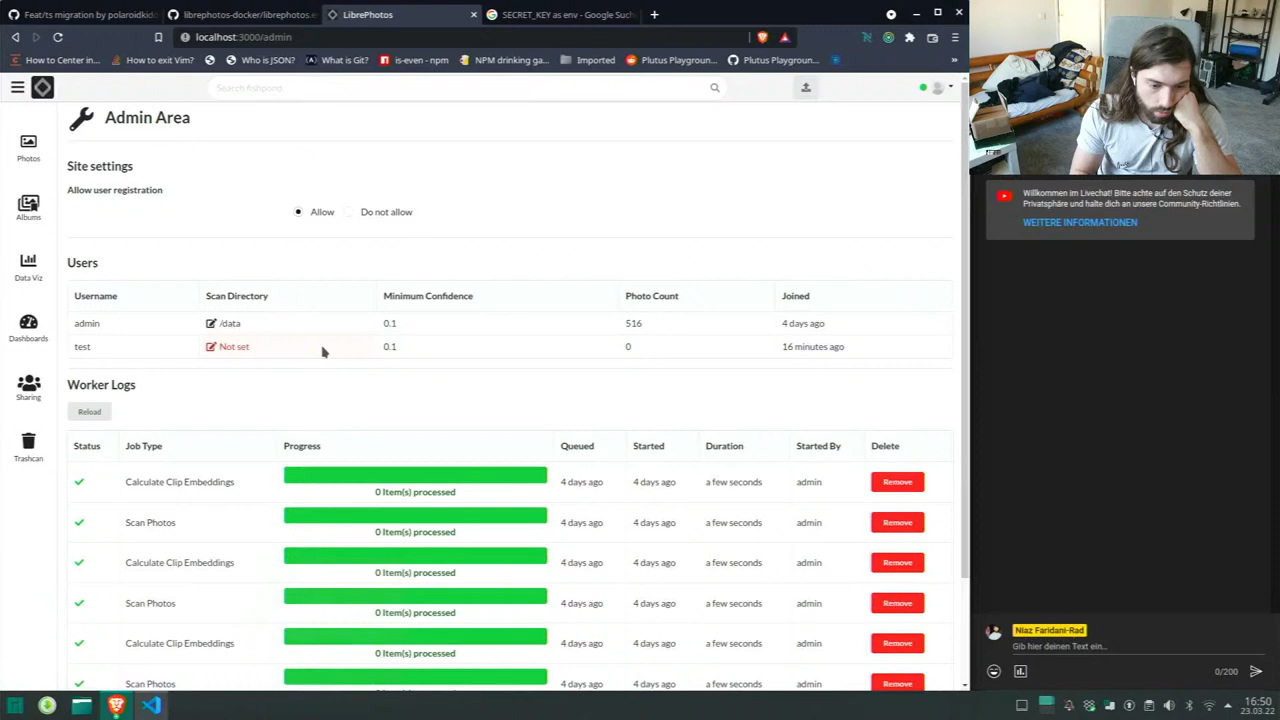 Feat/ts migration by polaroidkid
librephotos-docker/librephotos.e
LibrePhotos
SECRET_KEY as env - Google Such
localhost:3000/admin
How to Center in...
How to exit Vim?
Who is JSON?
What is Git?
is-even - npm
NPM drinking ga...
Imported
Plutus Playgroun...
Plutus Playgroun...
Search fishpond
Admin Area
Photos
Albums
Data Viz
Dashboards
Sharing
Trashcan
Site settings
Allow user registration
Allow Do not allow
Users
Username Scan Directory Minimum Confidence Photo Count Joined
admin /data 0.1 516 4 days ago
test Not set 0.1 0 16 minutes ago
Worker Logs
Reload
Status Job Type Progress Queued Started Duration Started By Delete
Calculate Clip Embeddings 4 days ago 4 days ago a few seconds admin Remove
0 Item(s) processed
Scan Photos 4 days ago 4 days ago a few seconds admin Remove
0 Item(s) processed
Calculate Clip Embeddings 4 days ago 4 days ago a few seconds admin Remove
0 Item(s) processed
Scan Photos 4 days ago 4 days ago a few seconds admin Remove
0 Item(s) processed
Calculate Clip Embeddings 4 days ago 4 days ago a few seconds admin Remove
0 Item(s) processed
Scan Photos 4 days ago 4 days ago a few seconds admin Remove
Willkommen im Livechat! Bitte achte auf den Schutz deiner
Privatsphäre und halte dich an unsere Community-Richtlinien.
WEITERE INFORMATIONEN
Niaz Faridani-Rad
Gib hier deinen Text ein...
0/200
16:50
23.03.22